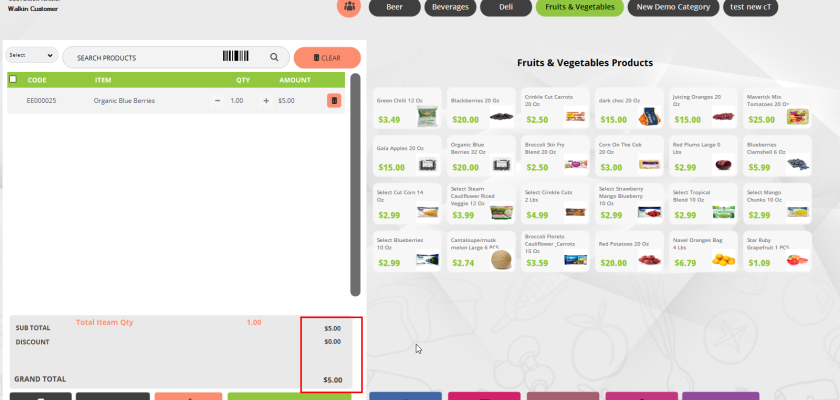 Walkin Customer
Beer
Beverages
Deli
Fruits & Vegetables
New Demo Category
test new cT
Select
SEARCH PRODUCTS
CLEAR
CODE ITEM QTY AMOUNT
EE000025 Organic Blue Berries − 1.00 + $5.00
Total Iteam Qty 1.00
SUB TOTAL $5.00
DISCOUNT $0.00
GRAND TOTAL $5.00
Fruits & Vegetables Products
Green Chilli 12 Oz
$3.49
Blackberries 20 Oz
$20.00
Crinkle Cut Carrots
20 Oz
$2.50
dark choc 20 Oz
$15.00
Juicing Oranges 20
Oz
$15.00
Maverick Mix
Tomatoes 20 Oz
$25.00
Gala Apples 20 Oz
$15.00
Organic Blue
Berries 32 Oz
$20.00
Broccoli Stir Fry
Blend 20 Oz
$2.50
Corn On The Cob
20 Oz
$3.00
Red Plums Large 0
Lbs
$2.99
Blueberries
Clamshell 6 Oz
$5.99
Select Cut Corn 14
Oz
$2.99
Select Steam
Cauliflower Riced
Veggie 12 Oz
$3.99
Select Crinkle Cuts
2 Lbs
$4.99
Select Strawberry
Mango Blueberry
10 Oz
$2.99
Select Tropical
Blend 10 Oz
$2.99
Select Mango
Chunks 10 Oz
$2.99
Select Blueberries
10 Oz
$2.99
Cantaloupe/musk
melon Large 6 PCS
$2.74
Broccoli Florets
Cauliflower ,Carrots
15 Oz
$3.59
Red Potatoes 20 Oz
$20.00
Navel Oranges Bag
4 Lbs
$6.79
Star Ruby
Grapefruit 1 PCS
$1.09